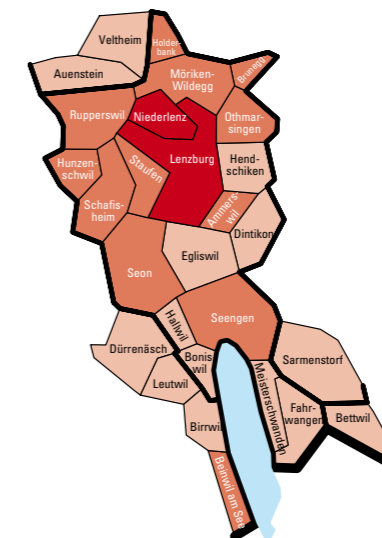 Veltheim
Holder-
bank
Auenstein
Möriken-
Wildegg
Brunegg
Rupperswil
Niederlenz
Othmar-
singen
Hunzen-
schwil
Staufen
Lenzburg
Hend-
schiken
Schafis-
heim
Ammers-
wil
Dintikon
Egliswil
Seon
Hallwil
Seengen
Dürrenäsch
Bonis
wil
Sarmenstorf
Leutwil
Meisterschwanden
Birrwil
Fahr-
wangen
Bettwil
Beinwil am See